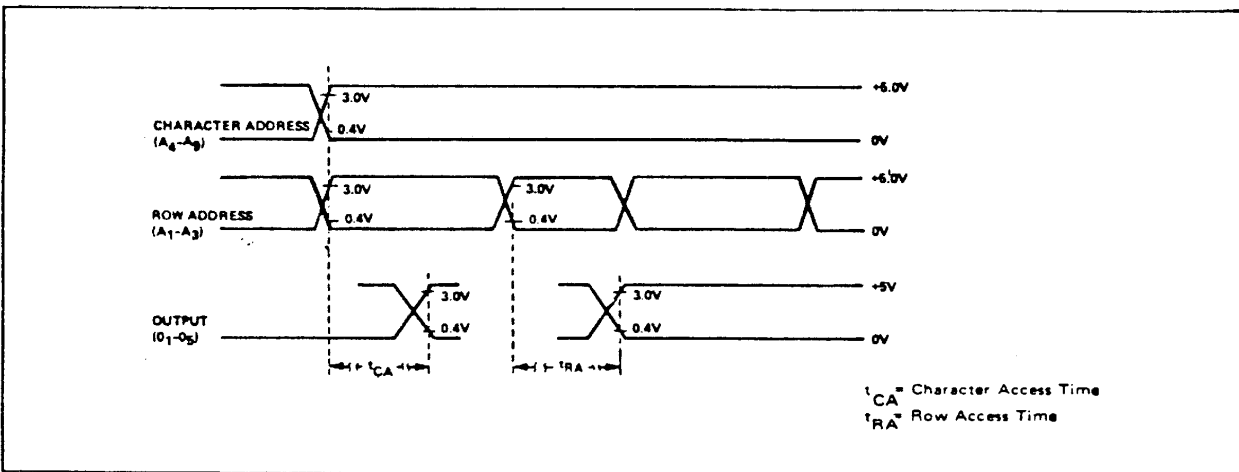 +5.0V
3.0V
CHARACTER ADDRESS
(A4-A9)
0.4V
0V
+5.0V
3.0V
ROW ADDRESS
(A1-A3)
0.4V
0V
3.0V
0.4V
+5V
3.0V
OUTPUT
(O1-O5)
0.4V
3.0V
0.4V
0V
tCA
tRA
tCA = Character Access Time
tRA = Row Access Time